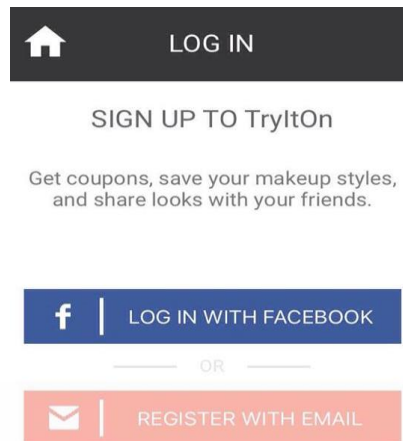 LOG IN
SIGN UP TO TryItOn
Get coupons, save your makeup styles,
and share looks with your friends.
f LOG IN WITH FACEBOOK
OR
REGISTER WITH EMAIL